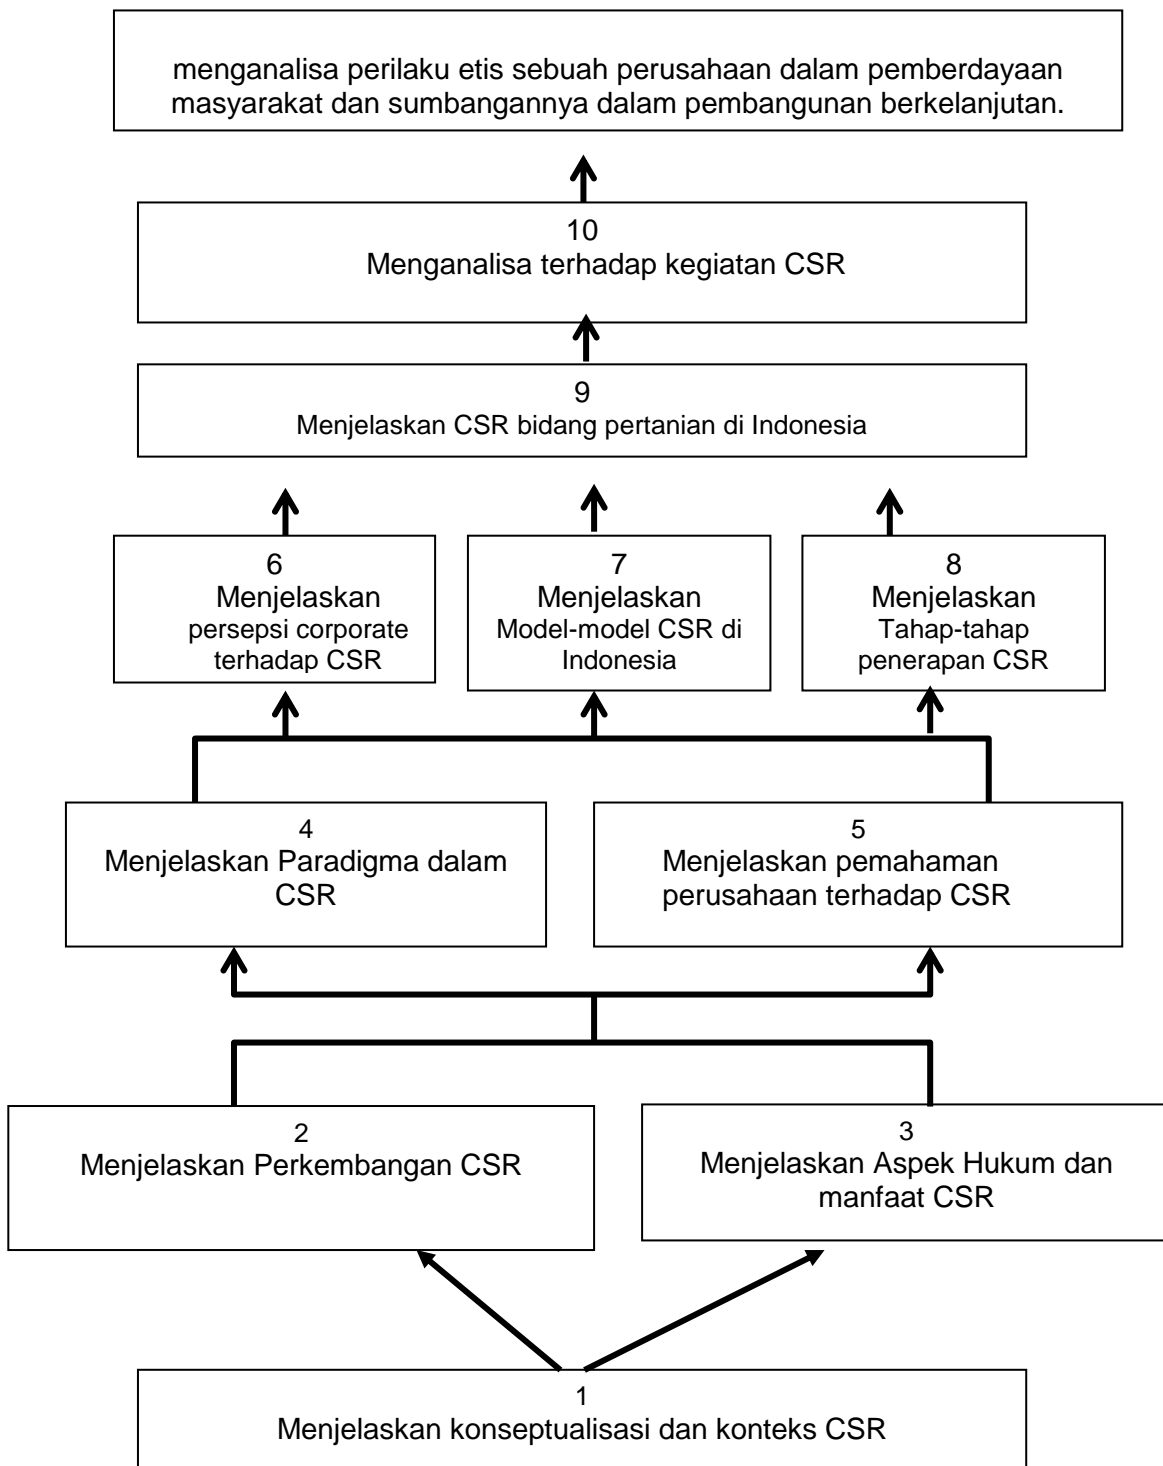 menganalisa perilaku etis sebuah perusahaan dalam pemberdayaan
masyarakat dan sumbangannya dalam pembangunan berkelanjutan.
10
Menganalisa terhadap kegiatan CSR
9
Menjelaskan CSR bidang pertanian di Indonesia
6
Menjelaskan
persepsi corporate
terhadap CSR
7
Menjelaskan
Model-model CSR di
Indonesia
8
Menjelaskan
Tahap-tahap
penerapan CSR
4
Menjelaskan Paradigma dalam
CSR
5
Menjelaskan pemahaman
perusahaan terhadap CSR
2
Menjelaskan Perkembangan CSR
3
Menjelaskan Aspek Hukum dan
manfaat CSR
1
Menjelaskan konseptualisasi dan konteks CSR